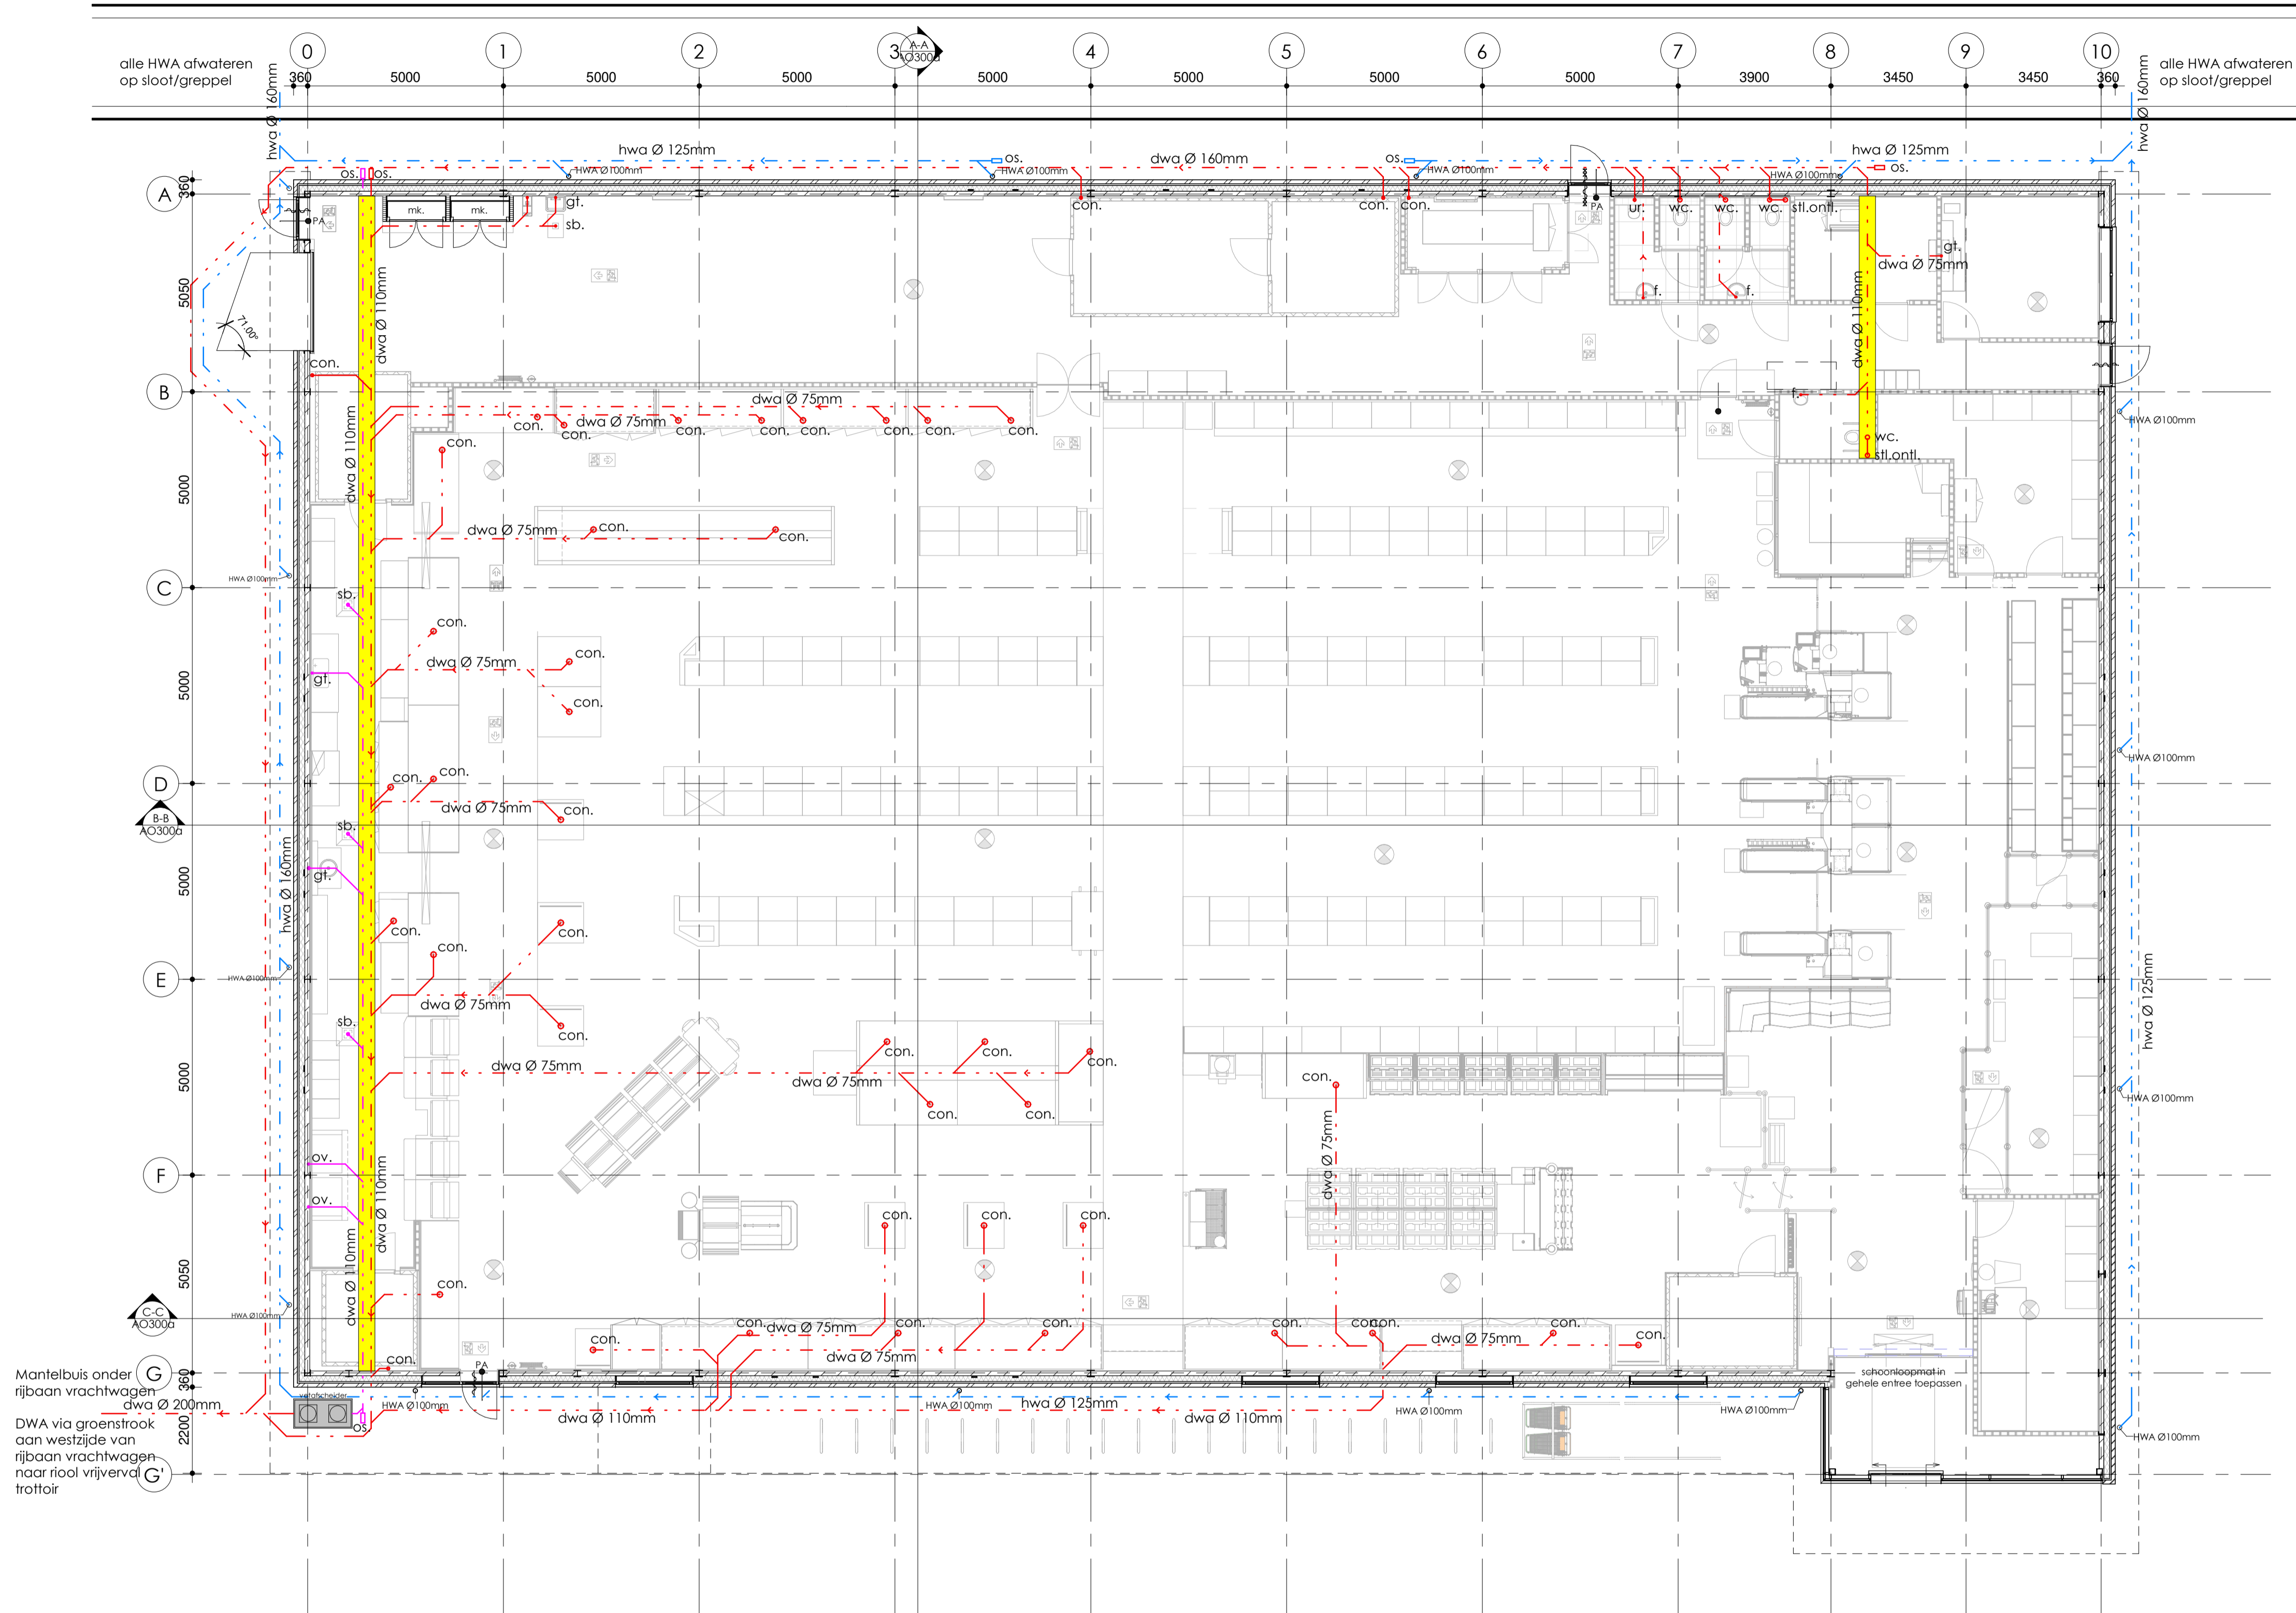 0
1
2
3
A-A
AO300a
4
5
6
7
8
9
10
alle HWA afwateren
op sloot/greppel
360
5000
5000
5000
5000
5000
5000
5000
3900
3450
3450
360
alle HWA afwateren
op sloot/greppel
hwa Ø 160mm
hwa Ø 160mm
hwa Ø 125mm
os.
dwa Ø 160mm
os.
hwa Ø 125mm
os.
os.
os.
HWA Ø100mm
HWA Ø100mm
HWA Ø100mm
HWA Ø100mm
A
360
PA
mk.
mk.
gt.
sb.
con.
con.
con.
PA
ur.
wc.
wc.
wc.
stl.ontl.
f.
f.
gt.
dwa Ø 75mm
dwa Ø 110mm
dwa Ø 110mm
5050
71.00°
con.
B
dwa Ø 75mm
dwa Ø 75mm
con.
con.
con.
con.
con.
con.
con.
con.
f.
wc.
stl.ontl.
HWA Ø100mm
dwa Ø 110mm
con.
5000
dwa Ø 75mm
con.
con.
HWA Ø100mm
C
sb.
con.
dwa Ø 75mm
con.
con.
gt.
5000
HWA Ø100mm
D
con.
con.
dwa Ø 75mm
con.
B-B
AO300a
sb.
gt.
hwa Ø 160mm
5000
con.
con.
con.
HWA Ø100mm
E
dwa Ø 75mm
con.
hwa Ø 125mm
sb.
5000
dwa Ø 75mm
con.
con.
con.
dwa Ø 75mm
con.
con.
con.
dwa Ø 75mm
HWA Ø100mm
F
ov.
ov.
dwa Ø 110mm
dwa Ø 110mm
con.
con.
con.
5050
con.
C-C
AO300a
HWA Ø100mm
con.
dwa Ø 75mm
con.
con.
con.
con.
con.
dwa Ø 75mm
con.
con.
dwa Ø 75mm
con.
PA
G
360
Mantelbuis onder
rijbaan vrachtwagen
dwa Ø 200mm
vetafscheider
os.
HWA Ø100mm
dwa Ø 110mm
HWA Ø100mm
hwa Ø 125mm
dwa Ø 110mm
HWA Ø100mm
HWA Ø100mm
schoonloopmat in
gehele entree toepassen
HWA Ø100mm
DWA via groenstrook
aan westzijde van
rijbaan vrachtwagen
naar riool vrijverval
trottoir
2200
G'